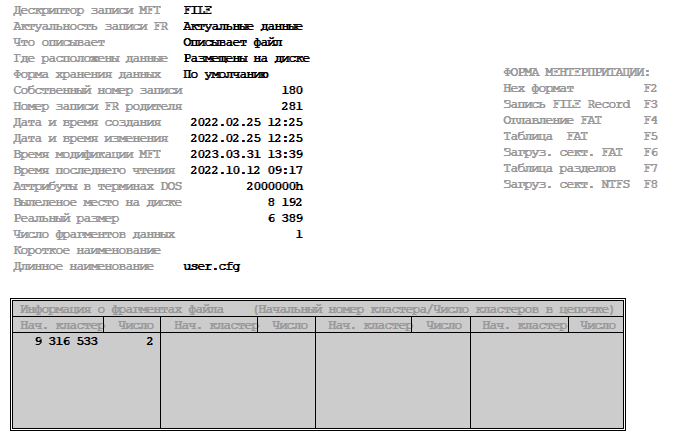 Дескриптор записи MFT FILE
Актуальность записи FR Актуальные данные
Что описывает Описывает файл
Где расположены данные Размещены на диске
Форма хранения данных По умолчанию
Собственный номер записи 180
Номер записи FR родителя 281
Дата и время создания 2022.02.25 12:25
Дата и время изменения 2022.02.25 12:25
Время модификации MFT 2023.03.31 13:39
Время последнего чтения 2022.10.12 09:17
Аттрибуты в терминах DOS 2000000h
Выделеное место на диске 8 192
Реальный размер 6 389
Число фрагментов данных 1
Короткое наименование
Длинное наименование user.cfg
ФОРМА ИНТЕРПРИТАЦИИ:
Hex формат F2
Запись FILE Record F3
Оглавление FAT F4
Таблица FAT F5
Загруз. сект. FAT F6
Таблица разделов F7
Загруз. сект. NTFS F8
Информация о фрагментах файла (Начальный номер кластера/Число кластеров в цепочке)
Нач. кластер Число Нач. кластер Число Нач. кластер Число Нач. кластер Число
9 316 533 2